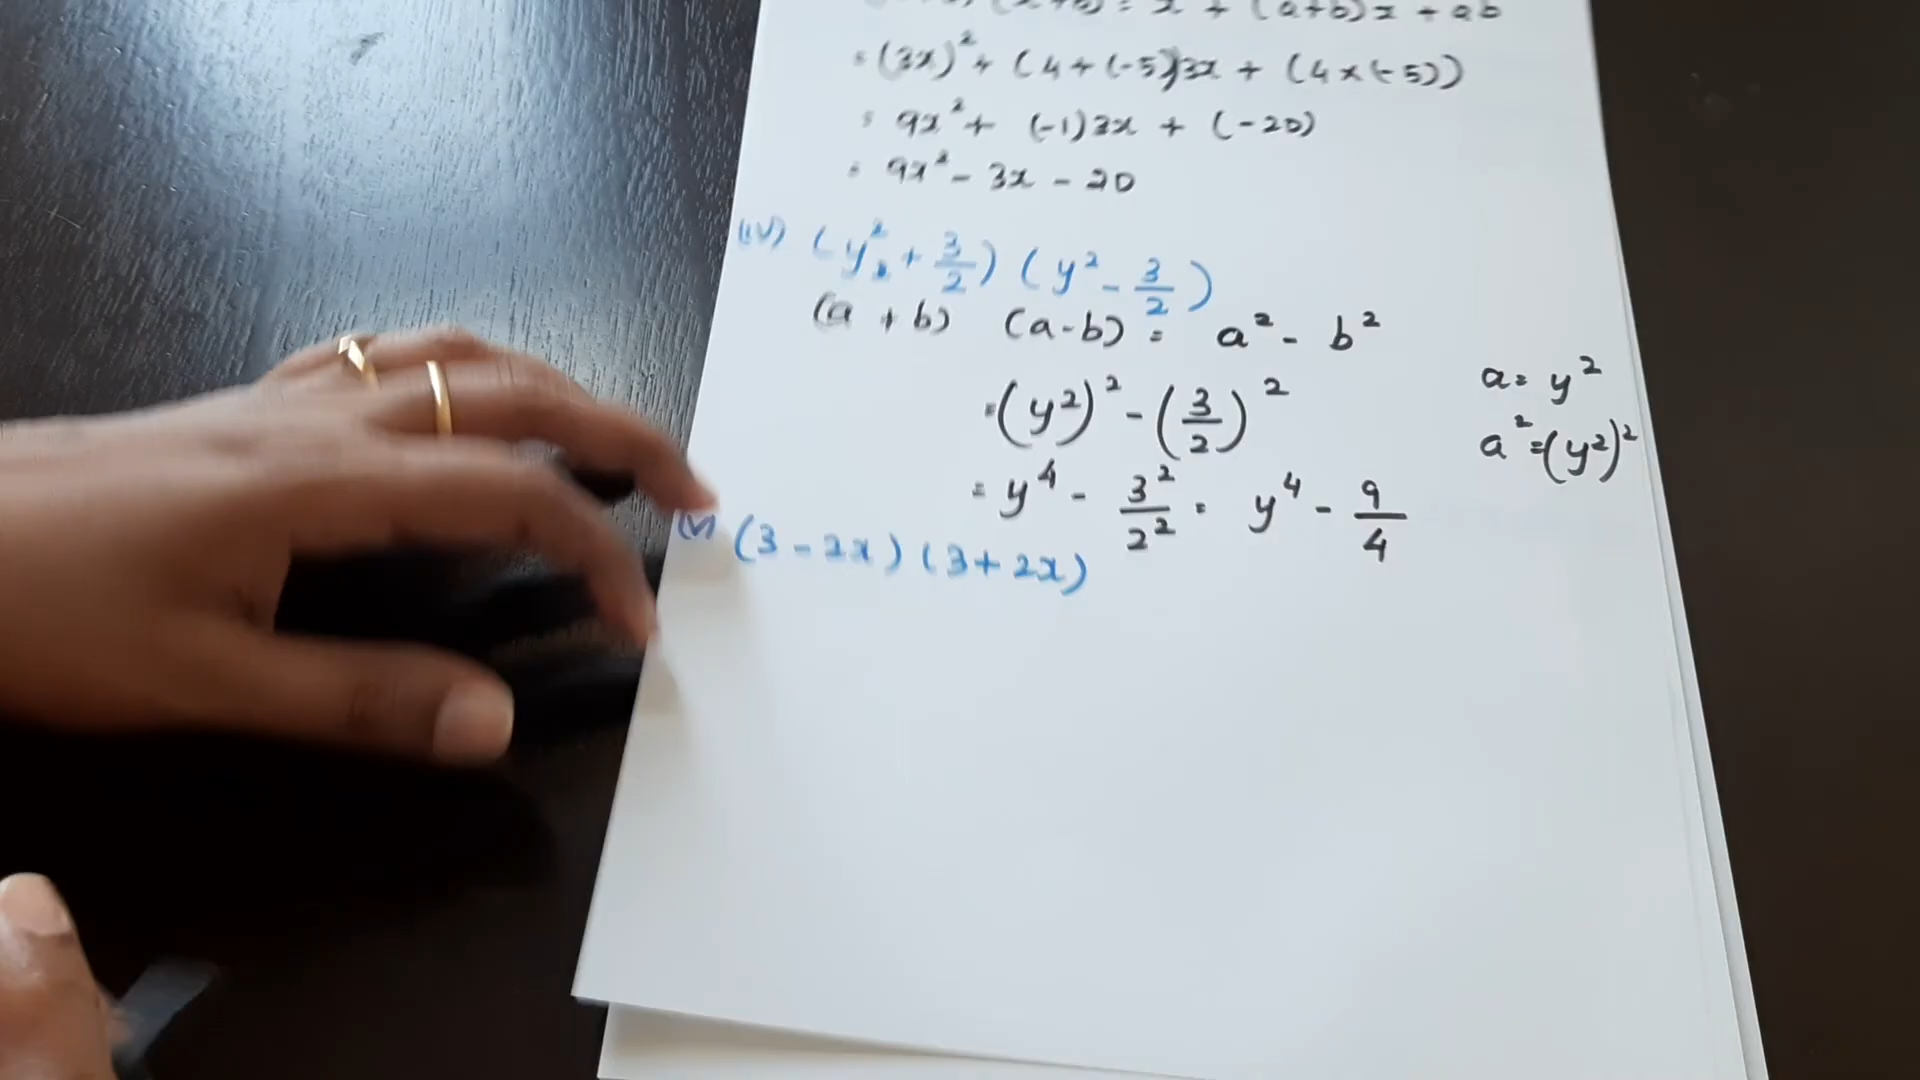 (x+b) = x + (a+b)x + ab
= (3x)² + (4+(-5))3x + (4×(-5))
= 9x² + (-1)3x + (-20)
= 9x² - 3x - 20
(iv) (y² + 3/2) (y² - 3/2)
(a + b) (a-b) = a² - b²
a = y²
= (y²)² - (3/2)²
a² = (y²)²
= y⁴ - 3²/2² = y⁴ - 9/4
(v) (3 - 2x) (3 + 2x)